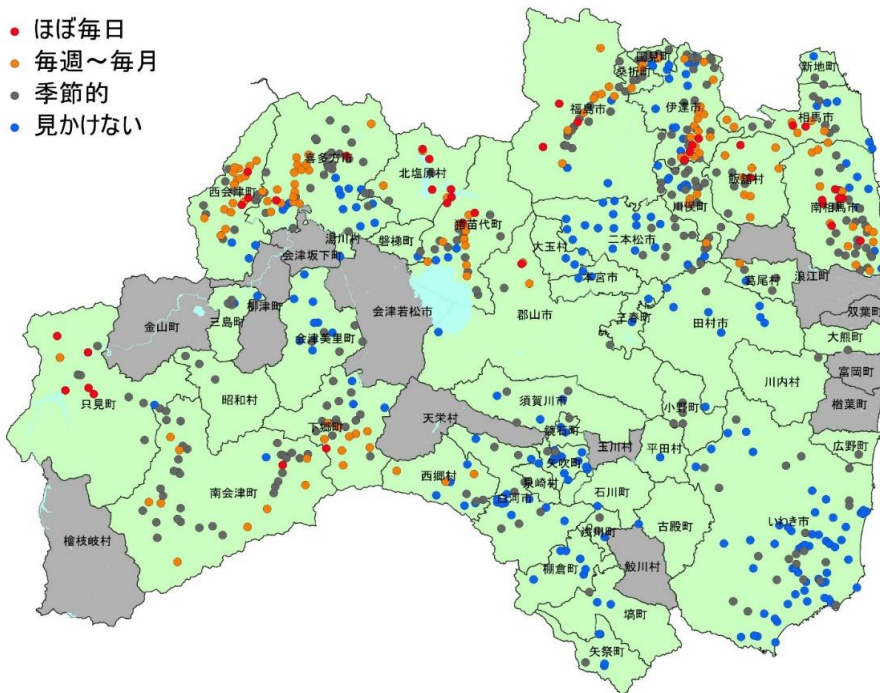 ほぼ毎日
毎週～毎月
季節的
見かけない
国見町
桑折町
新地町
福島市
伊達市
相馬市
喜多方市
北塩原村
西会津町
飯舘村
川俣町
南相馬市
猪苗代町
湯川村
磐梯町
大玉村
二本松市
会津坂下町
本宮市
浪江町
葛尾村
柳津町
会津若松市
双葉町
金山町
三島町
郡山市
三春町
田村市
会津美里町
大熊町
富岡町
川内村
只見町
昭和村
須賀川市
小野町
楢葉町
下郷町
天栄村
鏡石町
玉川村
平田村
広野町
矢吹町
西郷村
泉崎村
石川町
南会津町
白河市
古殿町
いわき市
檜枝岐村
浅川町
棚倉町
鮫川村
塙町
矢祭町